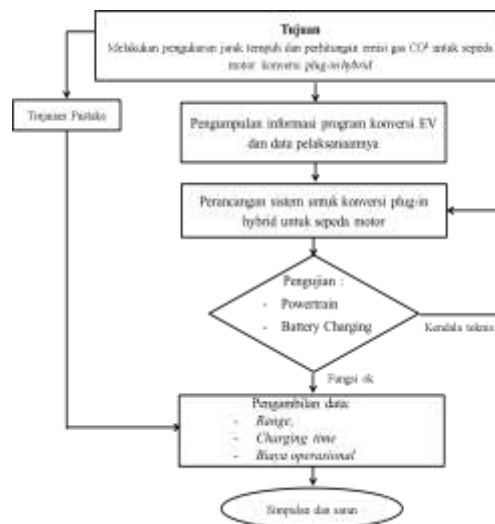 Tujuan
Melakukan pengukuran jarak tempuh dan perhitungan emisi gas CO² untuk sepeda
motor konversi plug-in hybrid
Tinjauan Pustaka
Pengumpulan informasi program konversi EV
dan data pelaksanaannya
Perancangan sistem untuk konversi plug-in
hybrid untuk sepeda motor
Pengujian :
- Powertrain
- Battery Charging
Kendala teknis
Fungsi ok
Pengambilan data:
- Range,
- Charging time
- Biaya operasional
Simpulan dan saran